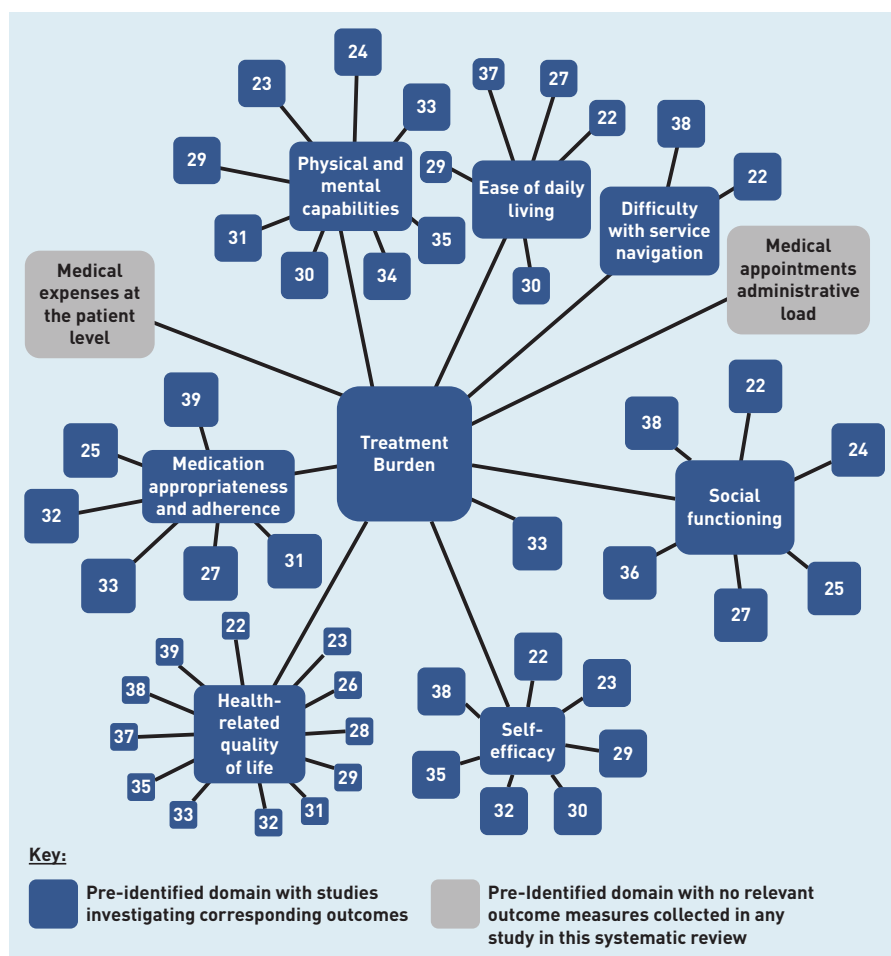 24
23
33
29
Physical and
mental
capabilities
31
30
34
35
37
27
22
29
Ease of daily
living
30
38
22
Difficulty
with service
navigation
Medical
expenses at
the patient
level
Medical
appointments
administrative
load
Treatment
Burden
33
39
25
Medication
appropriateness
and adherence
32
33
27
31
22
38
24
Social
functioning
36
27
25
22
23
39
26
38
Health-
related
quality
of life
28
37
29
35
31
33
32
22
23
38
Self-
efficacy
29
35
32
30
Key:
Pre-identified domain with studies
investigating corresponding outcomes
Pre-Identified domain with no relevant
outcome measures collected in any
study in this systematic review